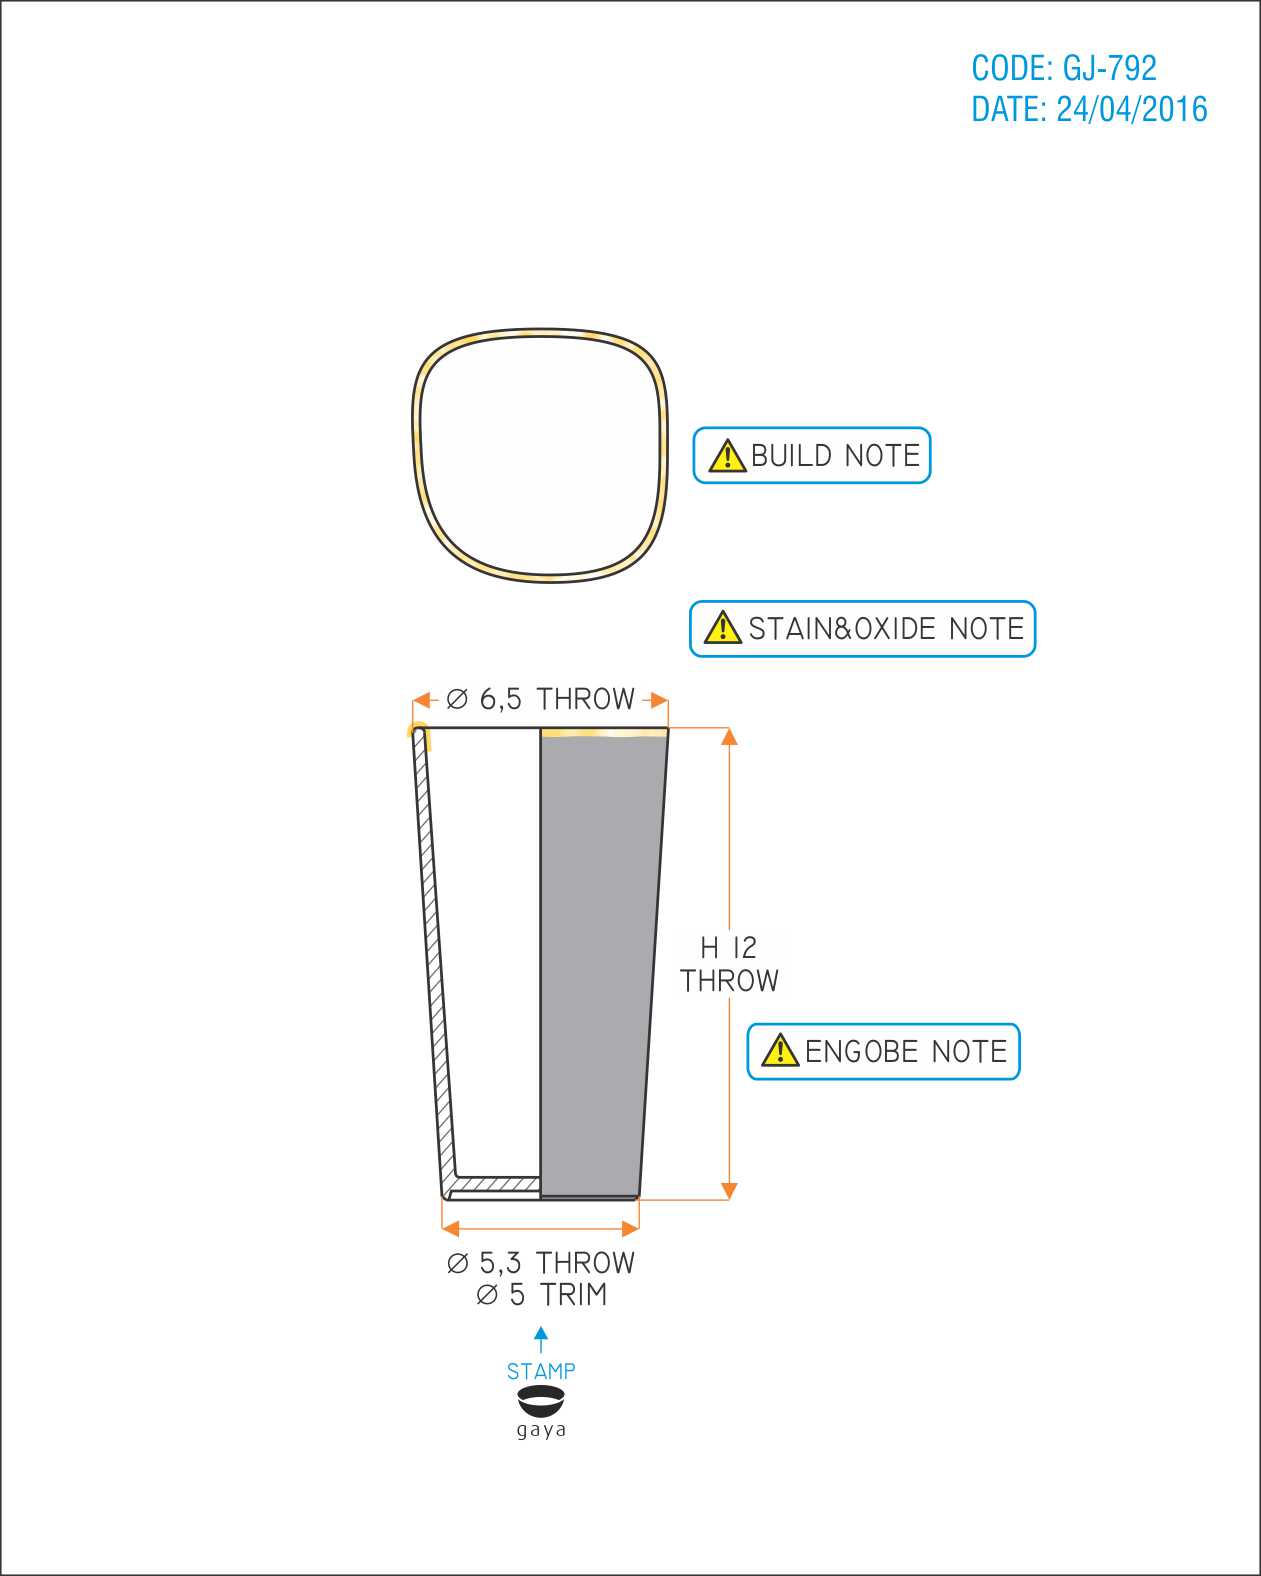 CODE: GJ-792
DATE: 24/04/2016
BUILD NOTE
STAIN&OXIDE NOTE
Ø 6,5 THROW
H 12
THROW
ENGOBE NOTE
Ø 5,3 THROW
Ø 5 TRIM
STAMP
gaya